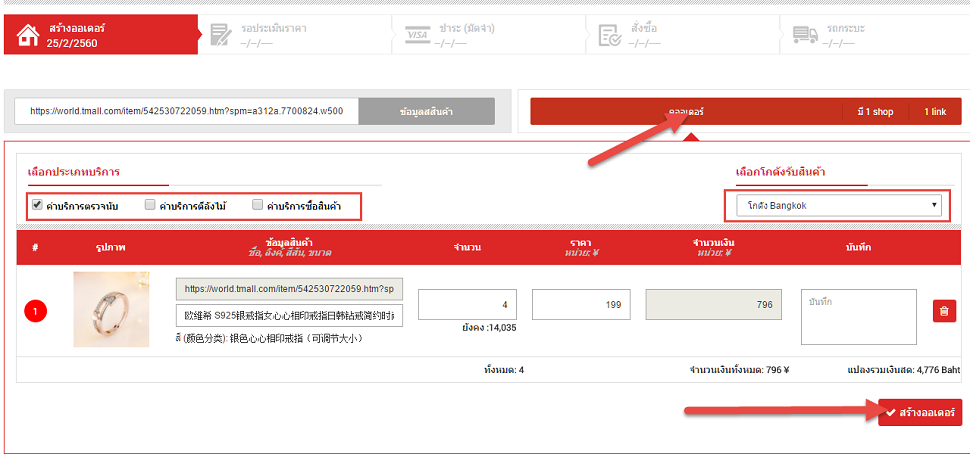 สร้างออเดอร์
25/2/2560
รอประเมินราคา
–/–/––
VISA
ชำระ (มัดจำ)
–/–/––
สั่งซื้อ
–/–/––
รถกระบะ
–/–/––
https://world.tmall.com/item/542530722059.htm?spm=a312a.7700824.w500
ข้อมูลสินค้า
มี 1 shop
1 link
เลือกประเภทบริการ
เลือกโกดังรับสินค้า
ค่าบริการตรวจนับ
ค่าบริการตีลังไม้
ค่าบริการซื้อสินค้า
โกดัง Bangkok
#
รูปภาพ
ข้อมูลสินค้า
ชื่อ, ลิงค์, สีสัน, ขนาด
จำนวน
ราคา
หน่วย: ¥
จำนวนเงิน
หน่วย: ¥
บันทึก
1
https://world.tmall.com/item/542530722059.htm?sp
欧维希 S925银戒指女心心相印戒指日韩钻戒简约时尚
สี (颜色分类): 银色心心相印戒指（可调节大小）
4
ยังคง :14,035
199
796
บันทึก
ทั้งหมด: 4
จำนวนเงินทั้งหมด: 796 ¥
แปลงรวมเงินสด: 4,776 Baht
สร้างออเดอร์